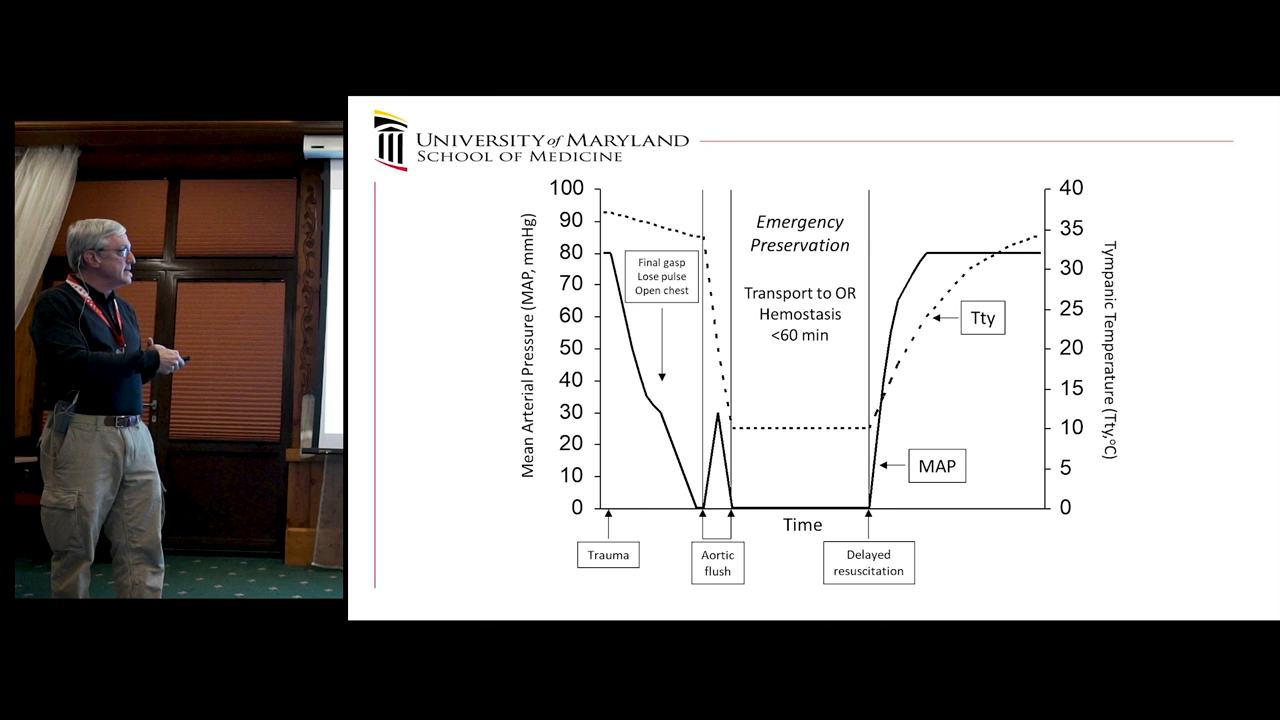 UNIVERSITY of MARYLAND
SCHOOL OF MEDICINE
Mean Arterial Pressure (MAP, mmHg)
100
90
80
70
60
50
40
30
20
10
0
Final gasp
Lose pulse
Open chest
Emergency
Preservation
Transport to OR
Hemostasis
<60 min
Tty
MAP
40
35
30
25
20
15
10
5
0
Tympanic Temperature (Tty,°C)
Time
Trauma
Aortic
flush
Delayed
resuscitation